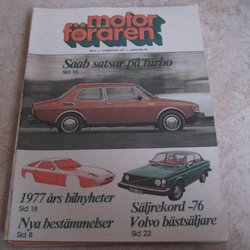 motor
föraren
Saab satsar på turbo
Sid 16
1977 års bilnyheter
Sid 18
Nya bestämmelser
Sid 8
Säljrekord -76
Volvo bästsäljare
Sid 22